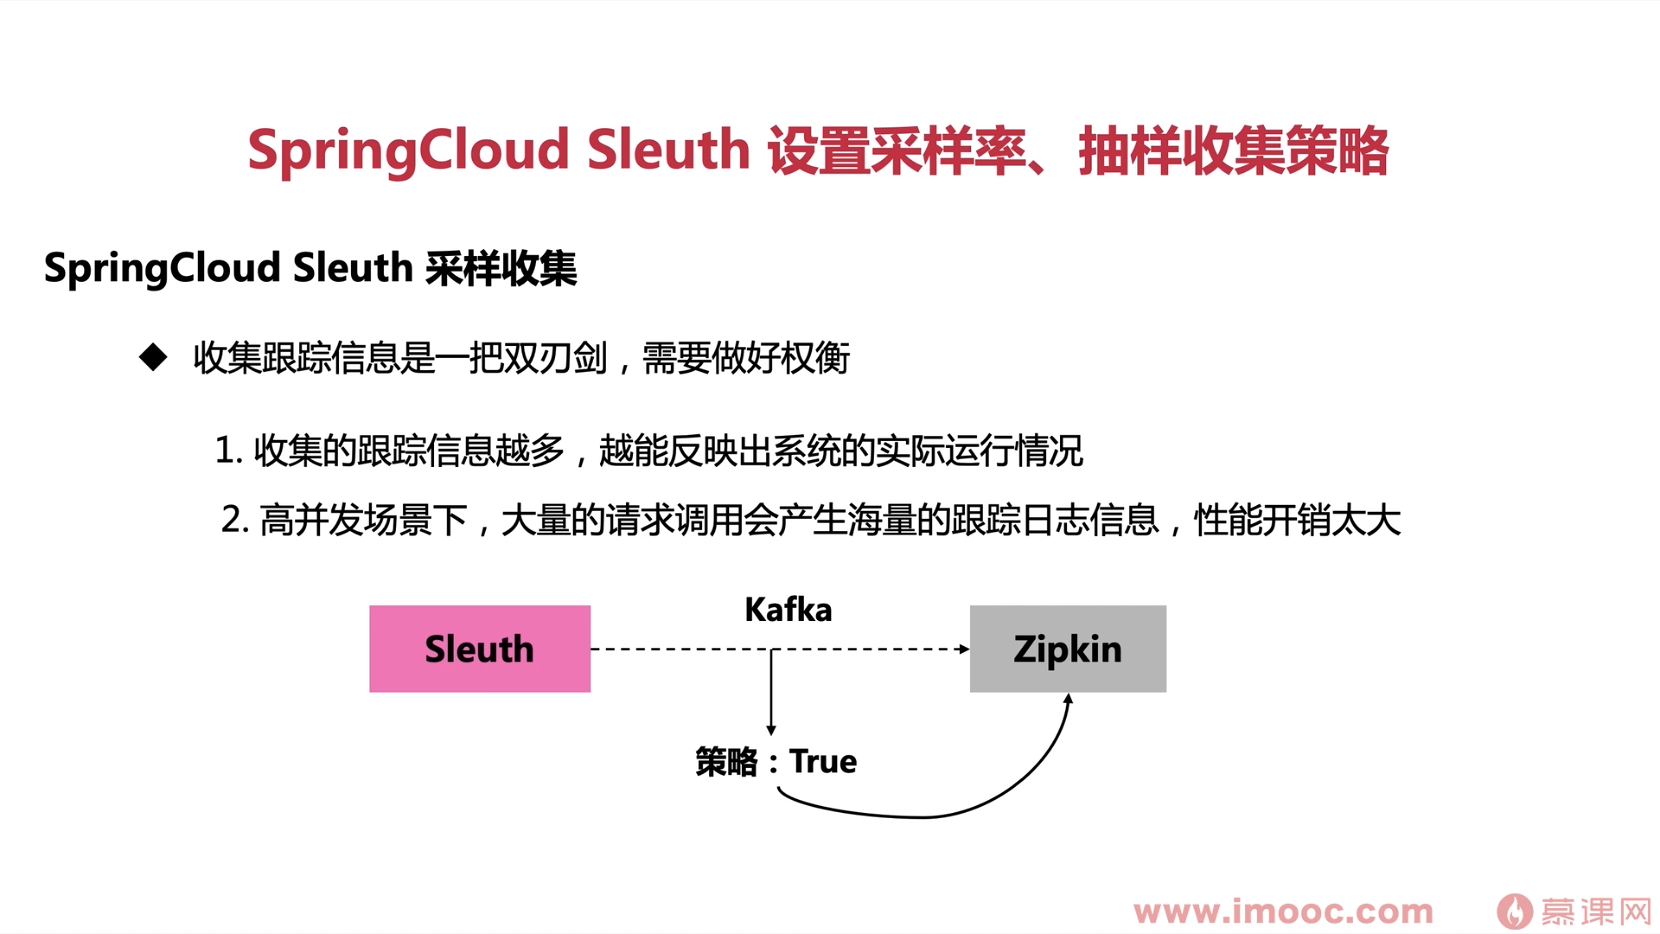 SpringCloud Sleuth 设置采样率、抽样收集策略
SpringCloud Sleuth 采样收集
◆ 收集跟踪信息是一把双刃剑，需要做好权衡
1. 收集的跟踪信息越多，越能反映出系统的实际运行情况
2. 高并发场景下，大量的请求调用会产生海量的跟踪日志信息，性能开销太大
Kafka
Sleuth
Zipkin
策略：True
www.imooc.com
慕课网